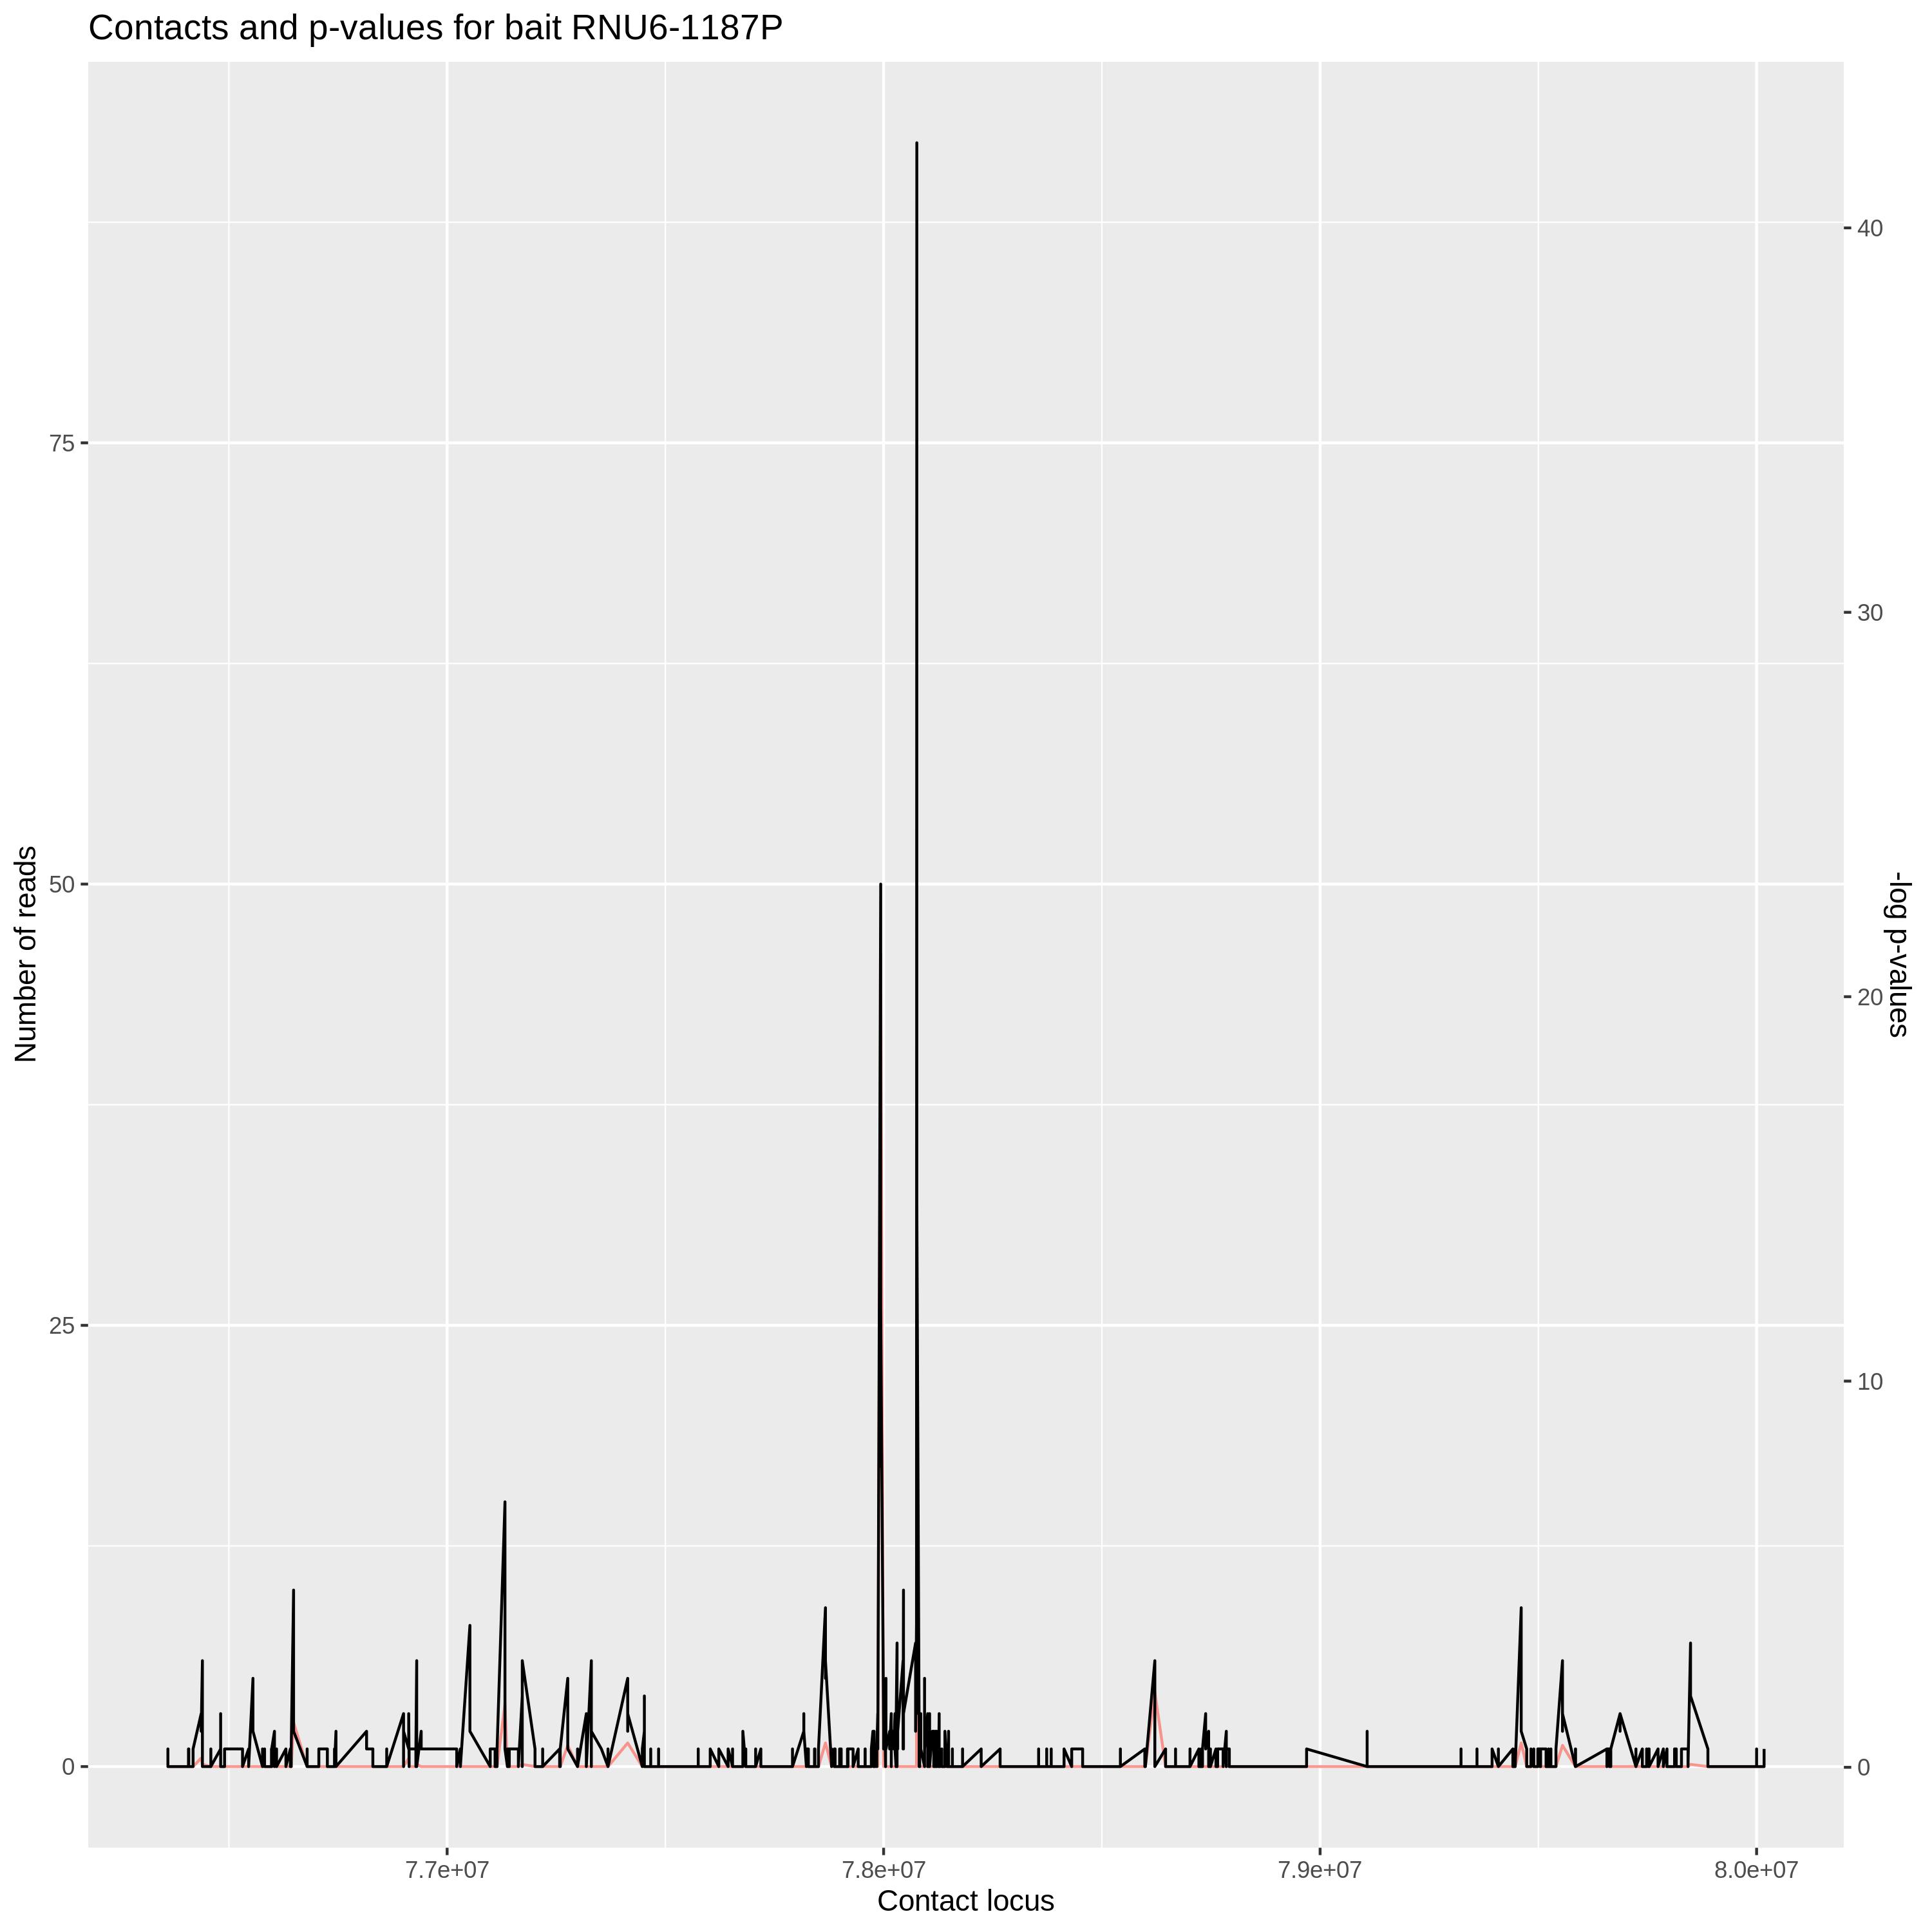 Contacts and p-values for bait RNU6-1187P
75
50
25
0
Number of reads
40
30
20
10
0
-log p-values
7.7e+07 7.8e+07 7.9e+07 8.0e+07
Contact locus